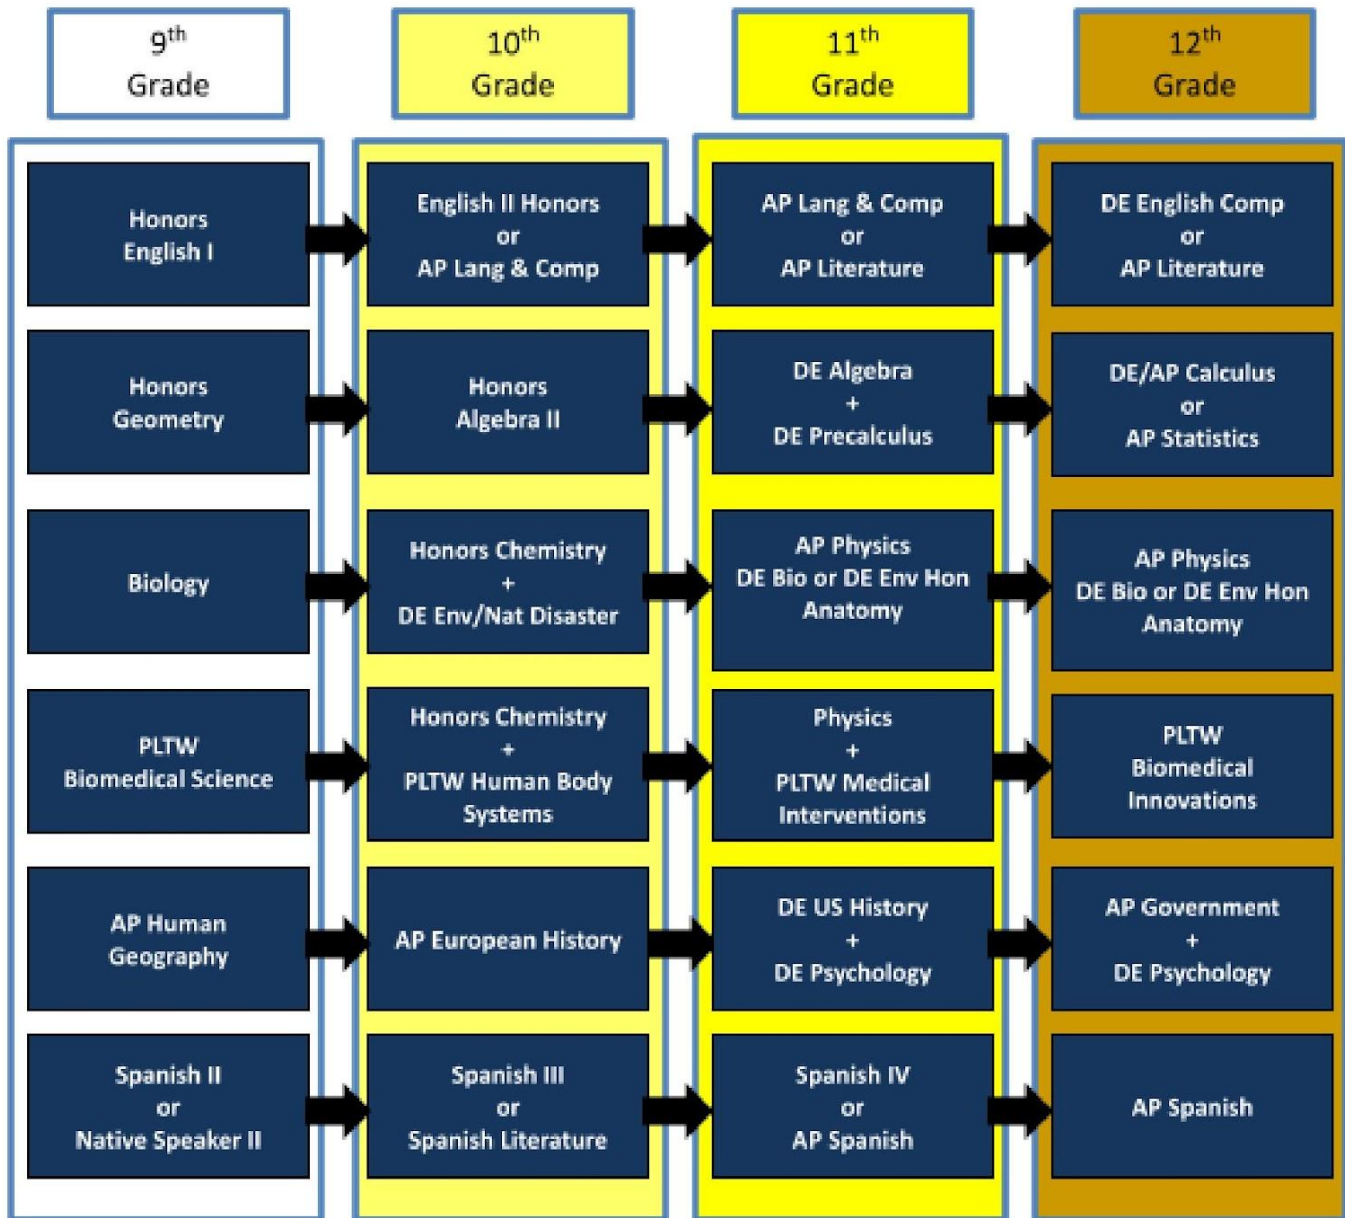 9th
Grade
10th
Grade
11th
Grade
12th
Grade
Honors
English I
English II Honors
or
AP Lang & Comp
AP Lang & Comp
or
AP Literature
DE English Comp
or
AP Literature
Honors
Geometry
Honors
Algebra II
DE Algebra
+
DE Precalculus
DE/AP Calculus
or
AP Statistics
Biology
Honors Chemistry
+
DE Env/Nat Disaster
AP Physics
DE Bio or DE Env Hon
Anatomy
AP Physics
DE Bio or DE Env Hon
Anatomy
PLTW
Biomedical Science
Honors Chemistry
+
PLTW Human Body
Systems
Physics
+
PLTW Medical
Interventions
PLTW
Biomedical
Innovations
AP Human
Geography
AP European History
DE US History
+
DE Psychology
AP Government
+
DE Psychology
Spanish II
or
Native Speaker II
Spanish III
or
Spanish Literature
Spanish IV
or
AP Spanish
AP Spanish